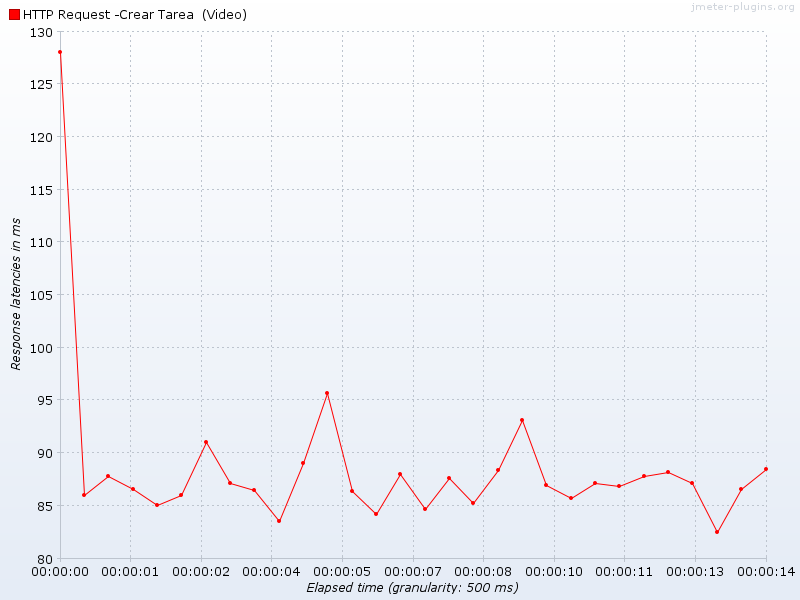 jmeter-plugins.org
HTTP Request -Crear Tarea  (Video)
130
125
120
115
110
105
100
95
90
85
80
Response latencies in ms
00:00:00 00:00:01 00:00:02 00:00:04 00:00:05 00:00:07 00:00:08 00:00:10 00:00:11 00:00:13 00:00:14
Elapsed time (granularity: 500 ms)